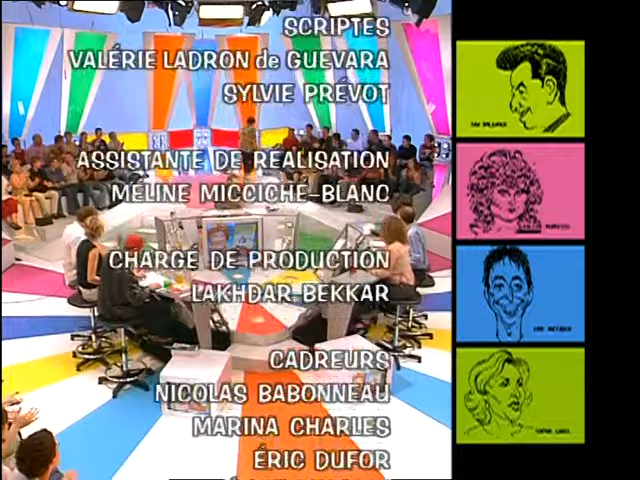 SCRIPTES
VALÉRIE LADRON de GUEVARA
SYLVIE PRÉVOT
ASSISTANTE DE RÉALISATION
MÉLINE MICCICHÉ-BLANC
CHARGÉ DE PRODUCTION
LAKHDAR BEKKAR
CADREURS
NICOLAS BABONNEAU
MARINA CHARLES
ÉRIC DUFOR